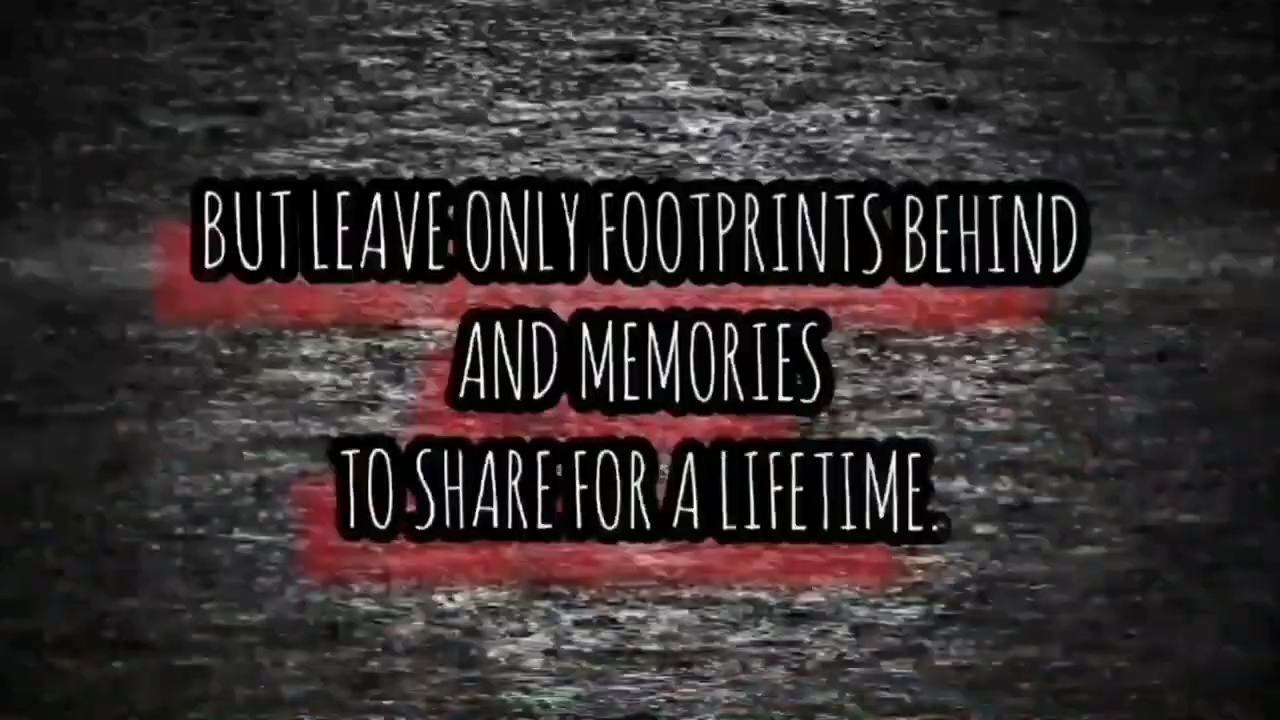 BUT LEAVE ONLY FOOTPRINTS BEHIND
AND MEMORIES
TO SHARE FOR A LIFETIME.